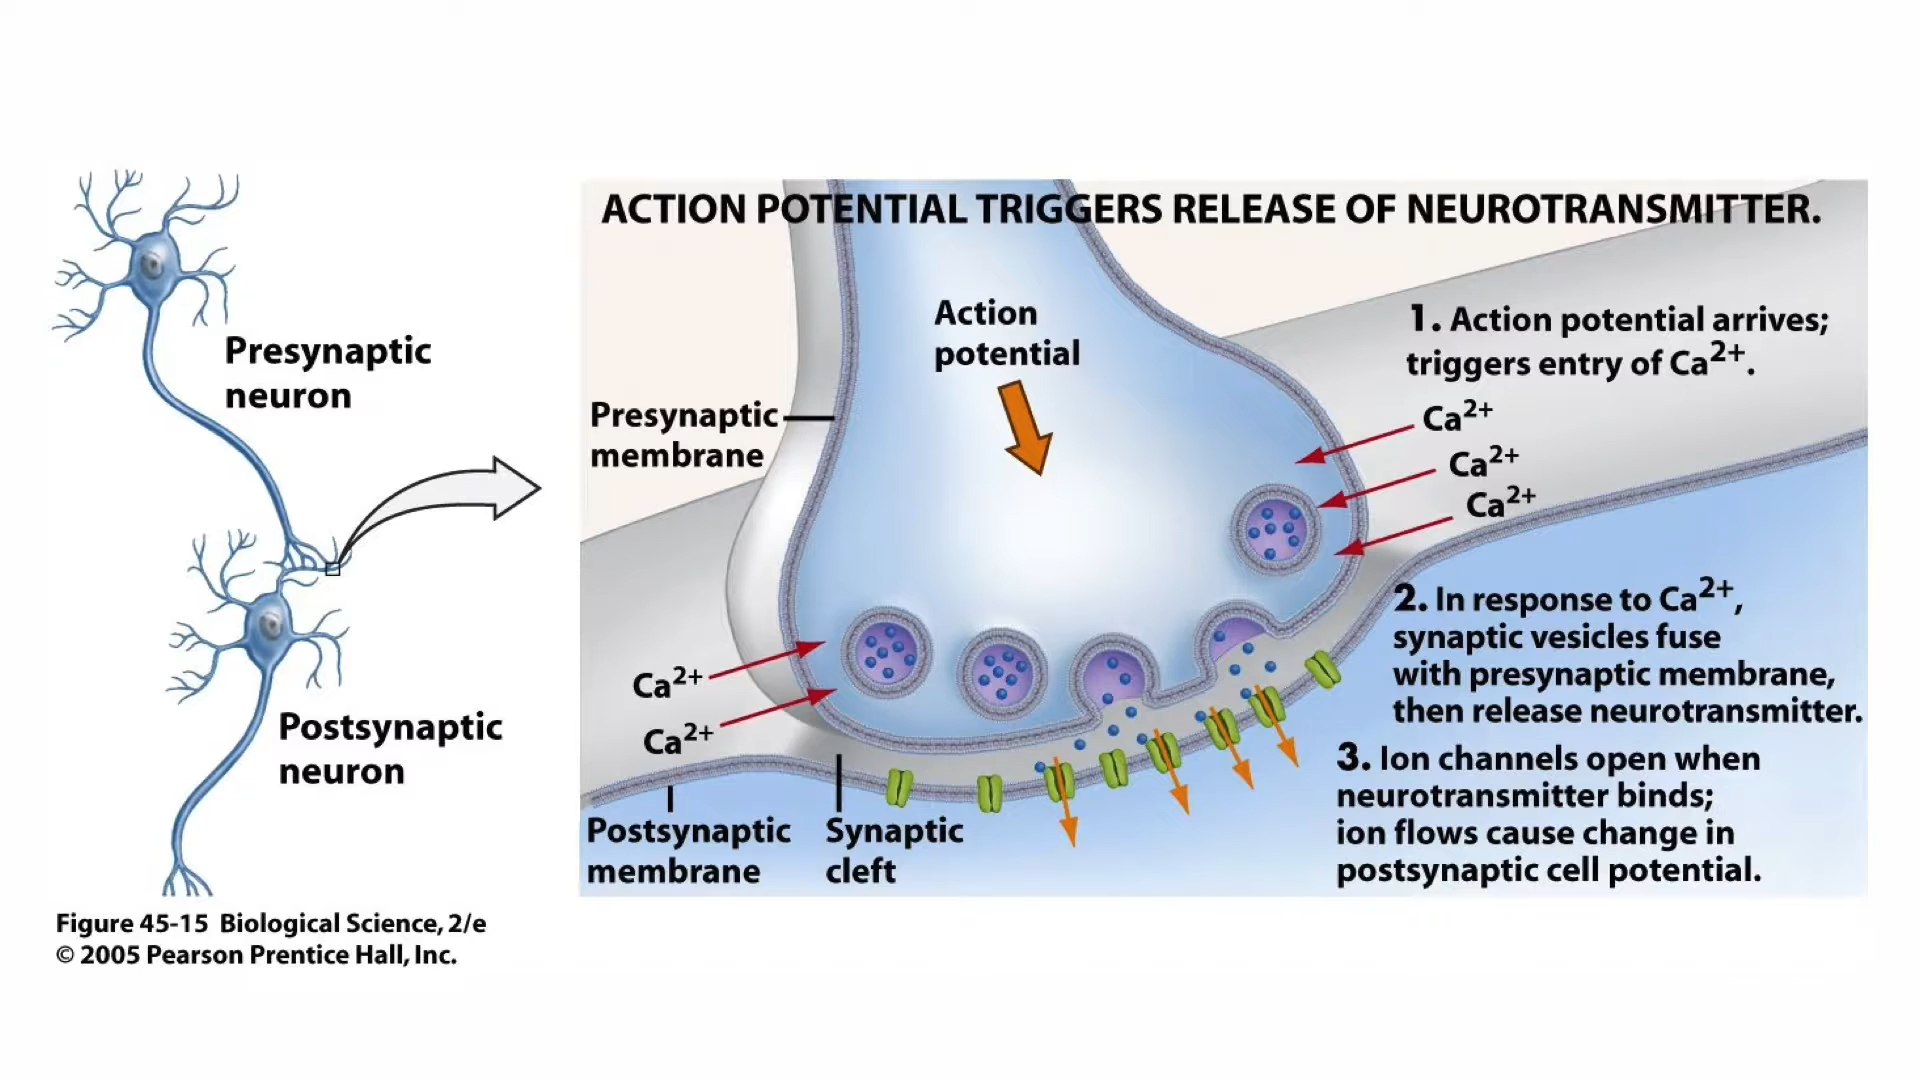 ACTION POTENTIAL TRIGGERS RELEASE OF NEUROTRANSMITTER.
Presynaptic
neuron
Postsynaptic
neuron
Action
potential
Presynaptic
membrane
1. Action potential arrives;
triggers entry of Ca²⁺.
Ca²⁺
Ca²⁺
Ca²⁺
2. In response to Ca²⁺,
synaptic vesicles fuse
with presynaptic membrane,
then release neurotransmitter.
Ca²⁺
Ca²⁺
3. Ion channels open when
neurotransmitter binds;
ion flows cause change in
postsynaptic cell potential.
Postsynaptic
membrane
Synaptic
cleft
Figure 45-15 Biological Science, 2/e
© 2005 Pearson Prentice Hall, Inc.